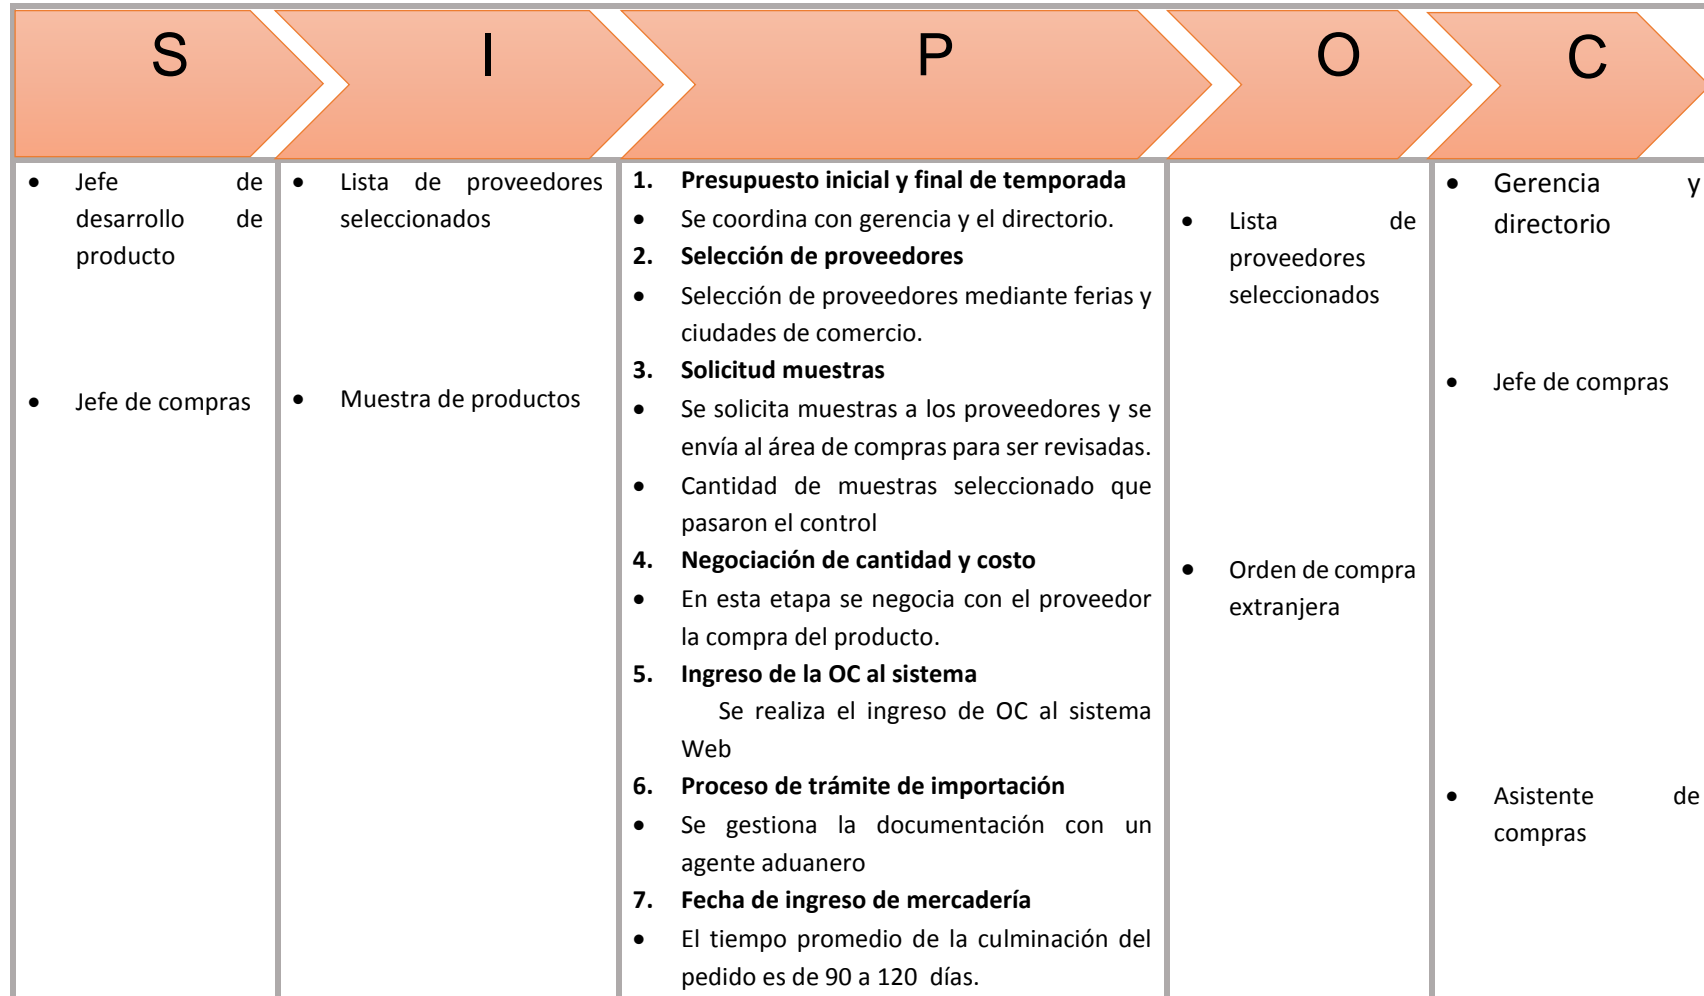 S
I
P
O
C
• Jefe de
desarrollo de
producto
• Jefe de compras
• Lista de proveedores
seleccionados
• Muestra de productos
1. Presupuesto inicial y final de temporada
• Se coordina con gerencia y el directorio.
2. Selección de proveedores
• Selección de proveedores mediante ferias y
ciudades de comercio.
3. Solicitud muestras
• Se solicita muestras a los proveedores y se
envía al área de compras para ser revisadas.
• Cantidad de muestras seleccionado que
pasaron el control
4. Negociación de cantidad y costo
• En esta etapa se negocia con el proveedor
la compra del producto.
5. Ingreso de la OC al sistema
Se realiza el ingreso de OC al sistema
Web
6. Proceso de trámite de importación
• Se gestiona la documentación con un
agente aduanero
7. Fecha de ingreso de mercadería
• El tiempo promedio de la culminación del
pedido es de 90 a 120 días.
• Lista de
proveedores
seleccionados
• Orden de compra
extranjera
• Gerencia y
directorio
• Jefe de compras
• Asistente de
compras